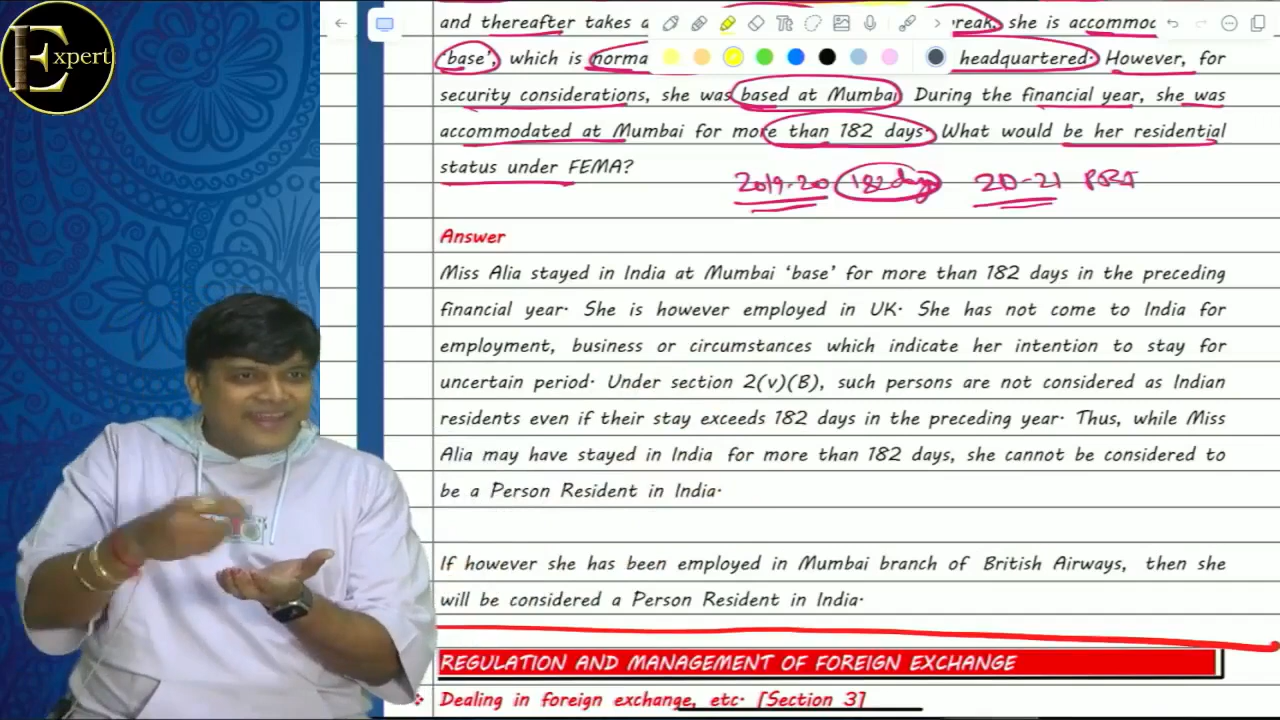 Expert
and thereafter takes a break, she is accommod
'base', which is norma headquartered. However, for
security considerations, she was based at Mumbai. During the financial year, she was
accommodated at Mumbai for more than 182 days. What would be her residential
status under FEMA?
2019-20 182 days 20-21
Answer
Miss Alia stayed in India at Mumbai 'base' for more than 182 days in the preceding
financial year. She is however employed in UK. She has not come to India for
employment, business or circumstances which indicate her intention to stay for
uncertain period. Under section 2(v)(B), such persons are not considered as Indian
residents even if their stay exceeds 182 days in the preceding year. Thus, while Miss
Alia may have stayed in India for more than 182 days, she cannot be considered to
be a Person Resident in India.
If however she has been employed in Mumbai branch of British Airways, then she
will be considered a Person Resident in India.
REGULATION AND MANAGEMENT OF FOREIGN EXCHANGE
Dealing in foreign exchange, etc. [Section 3]